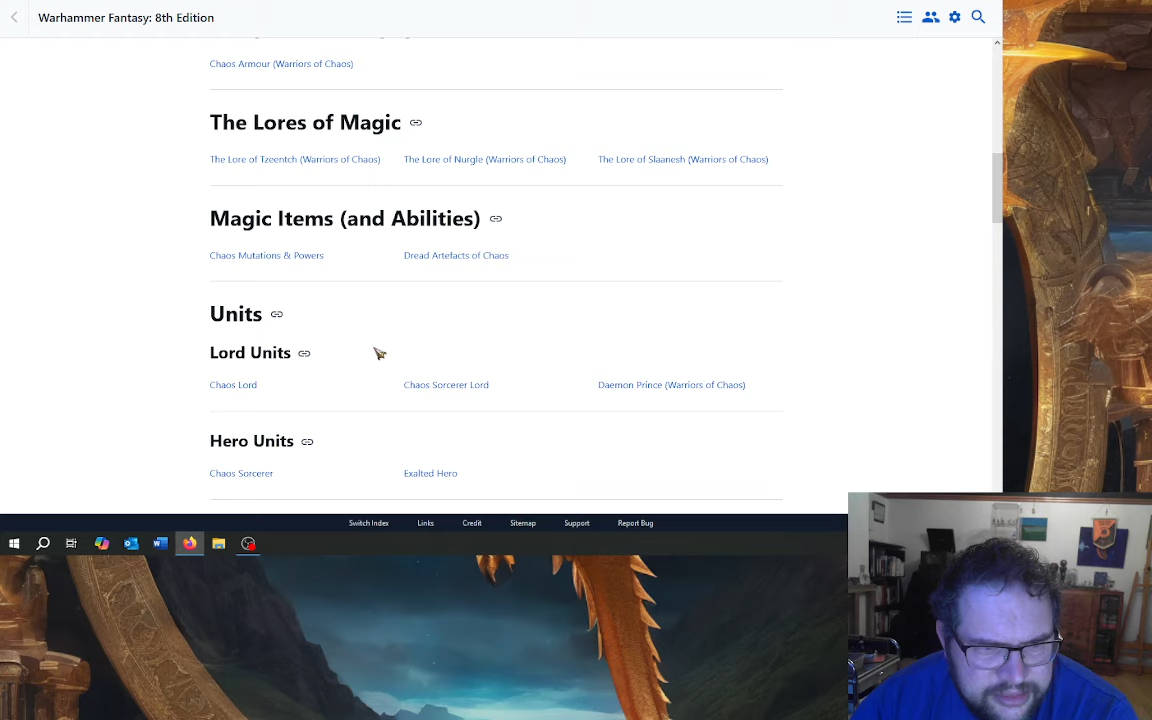 Warhammer Fantasy: 8th Edition
Chaos Armour (Warriors of Chaos)
The Lores of Magic
The Lore of Tzeentch (Warriors of Chaos) The Lore of Nurgle (Warriors of Chaos) The Lore of Slaanesh (Warriors of Chaos)
Magic Items (and Abilities)
Chaos Mutations & Powers Dread Artefacts of Chaos
Units
Lord Units
Chaos Lord Chaos Sorcerer Lord Daemon Prince (Warriors of Chaos)
Hero Units
Chaos Sorcerer Exalted Hero
Switch Index Links Credit Sitemap Support Report Bug